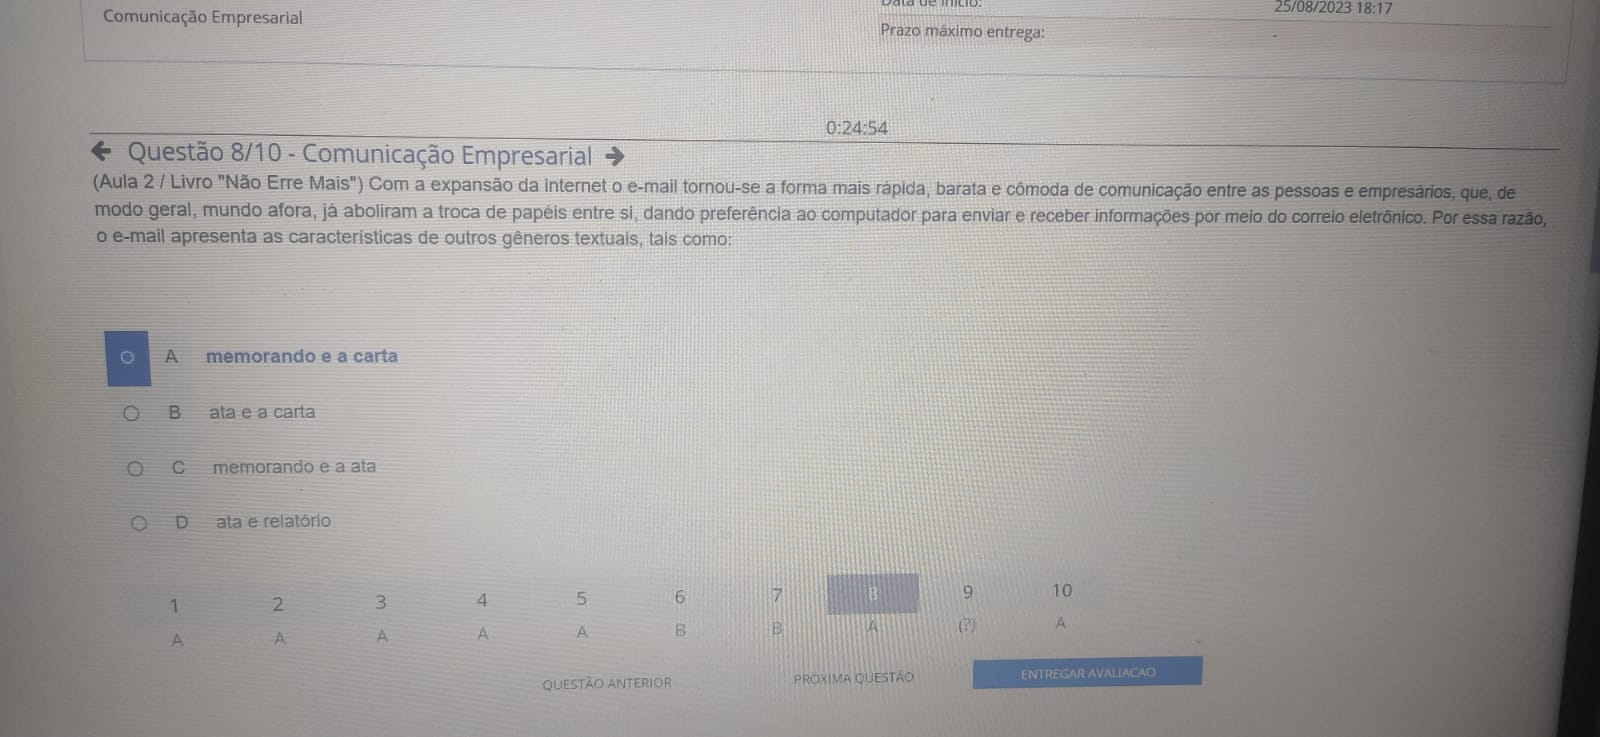 Comunicação Empresarial
Data de início:
25/08/2023 18:17
Prazo máximo entrega:
-
0:24:54
← Questão 8/10 - Comunicação Empresarial →
(Aula 2 / Livro "Não Erre Mais") Com a expansão da internet o e-mail tornou-se a forma mais rápida, barata e cômoda de comunicação entre as pessoas e empresários, que, de
modo geral, mundo afora, já aboliram a troca de papéis entre si, dando preferência ao computador para enviar e receber informações por meio do correio eletrônico. Por essa razão,
o e-mail apresenta as características de outros gêneros textuais, tais como:
A memorando e a carta
B ata e a carta
C memorando e a ata
D ata e relatório
1 2 3 4 5 6 7 8 9 10
A A A A A B B A (?) A
QUESTÃO ANTERIOR
PRÓXIMA QUESTÃO
ENTREGAR AVALIACAO